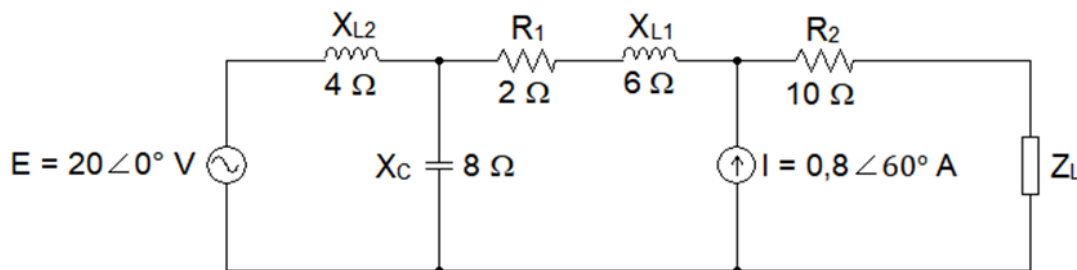 XL2
4 Ω
R1
2 Ω
XL1
6 Ω
R2
10 Ω
E = 20∠0° V
XC
8 Ω
I = 0,8∠60° A
ZL